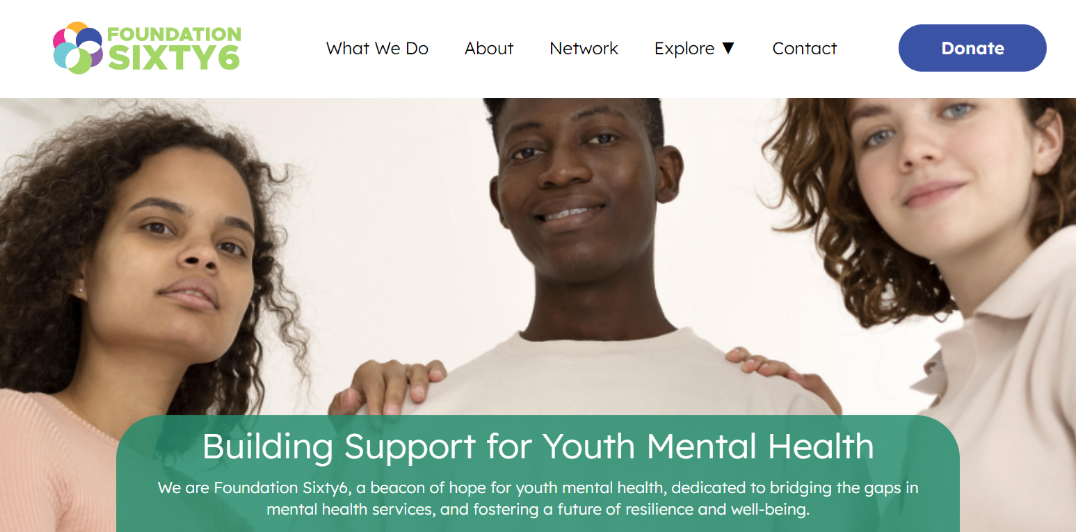 FOUNDATION
SIXTY6
What We Do About Network Explore ▼ Contact Donate
Building Support for Youth Mental Health
We are Foundation Sixty6, a beacon of hope for youth mental health, dedicated to bridging the gaps in
mental health services, and fostering a future of resilience and well-being.